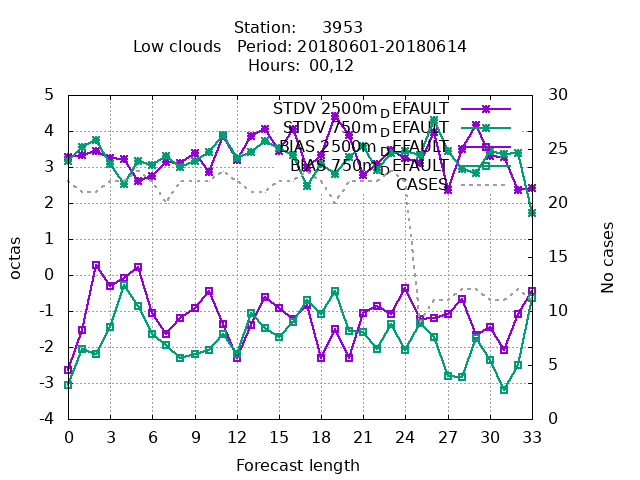 Station: 3953
Low clouds Period: 20180601-20180614
Hours: 00,12
STDV 2500m_DEFAULT
STDV 750m_DEFAULT
BIAS 2500m_DEFAULT
BIAS 750m_DEFAULT
CASES
5
4
3
2
1
0
-1
-2
-3
-4
octas
30
25
20
15
10
5
0
No cases
0 3 6 9 12 15 18 21 24 27 30 33
Forecast length